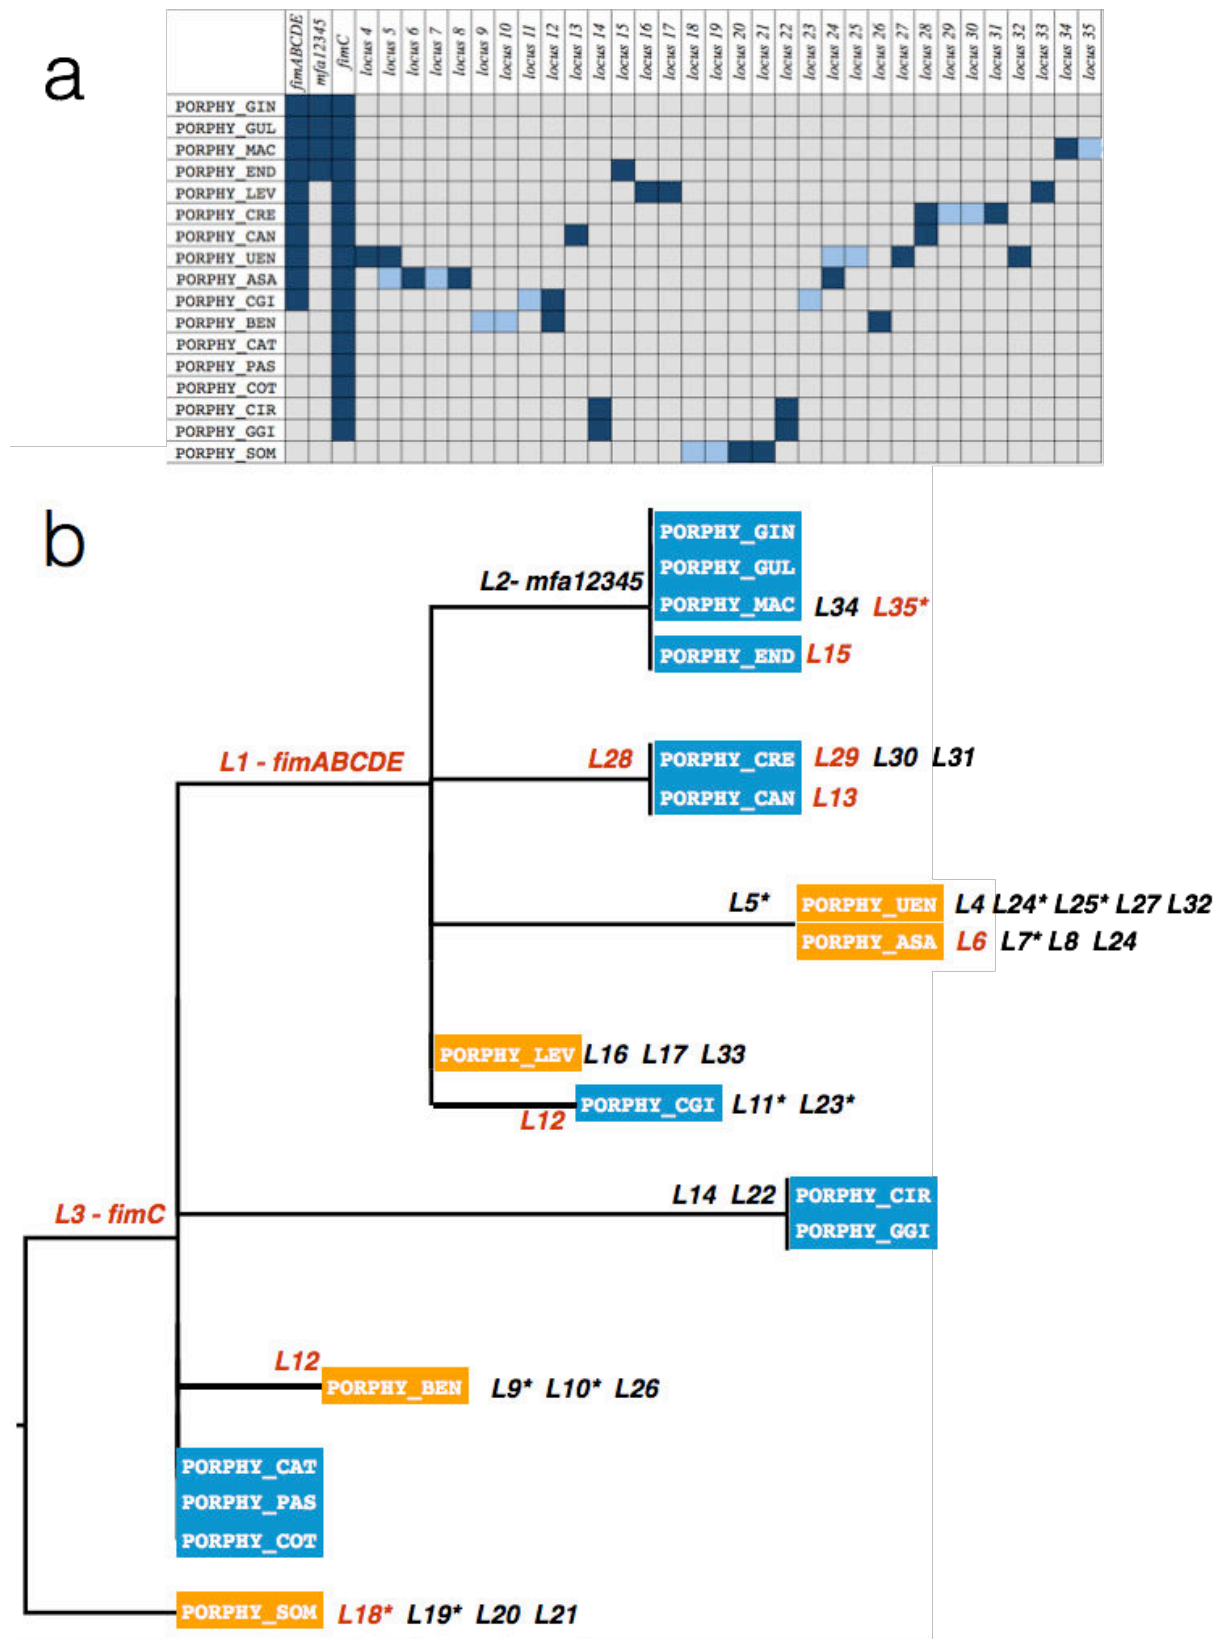 a
fimABCDE mfa12345 fimC locus 4 locus 5 locus 6 locus 7 locus 8 locus 9 locus 10 locus 11 locus 12 locus 13 locus 14 locus 15 locus 16 locus 17 locus 18 locus 19 locus 20 locus 21 locus 22 locus 23 locus 24 locus 25 locus 26 locus 27 locus 28 locus 29 locus 30 locus 31 locus 32 locus 33 locus 34 locus 35
PORPHY_GIN
PORPHY_GUL
PORPHY_MAC
PORPHY_END
PORPHY_LEV
PORPHY_CRE
PORPHY_CAN
PORPHY_UEN
PORPHY_ASA
PORPHY_CGI
PORPHY_BEN
PORPHY_CAT
PORPHY_PAS
PORPHY_COT
PORPHY_CIR
PORPHY_GGI
PORPHY_SOM
b
PORPHY_GIN
PORPHY_GUL
L2- mfa12345
PORPHY_MAC L34 L35*
PORPHY_END L15
L1 - fimABCDE
L28 PORPHY_CRE L29 L30 L31
PORPHY_CAN L13
L5* PORPHY_UEN L4 L24* L25* L27 L32
PORPHY_ASA L6 L7* L8 L24
PORPHY_LEV L16 L17 L33
PORPHY_CGI L11* L23*
L12
L14 L22 PORPHY_CIR
L3 - fimC
PORPHY_GGI
L12
PORPHY_BEN L9* L10* L26
PORPHY_CAT
PORPHY_PAS
PORPHY_COT
PORPHY_SOM L18* L19* L20 L21